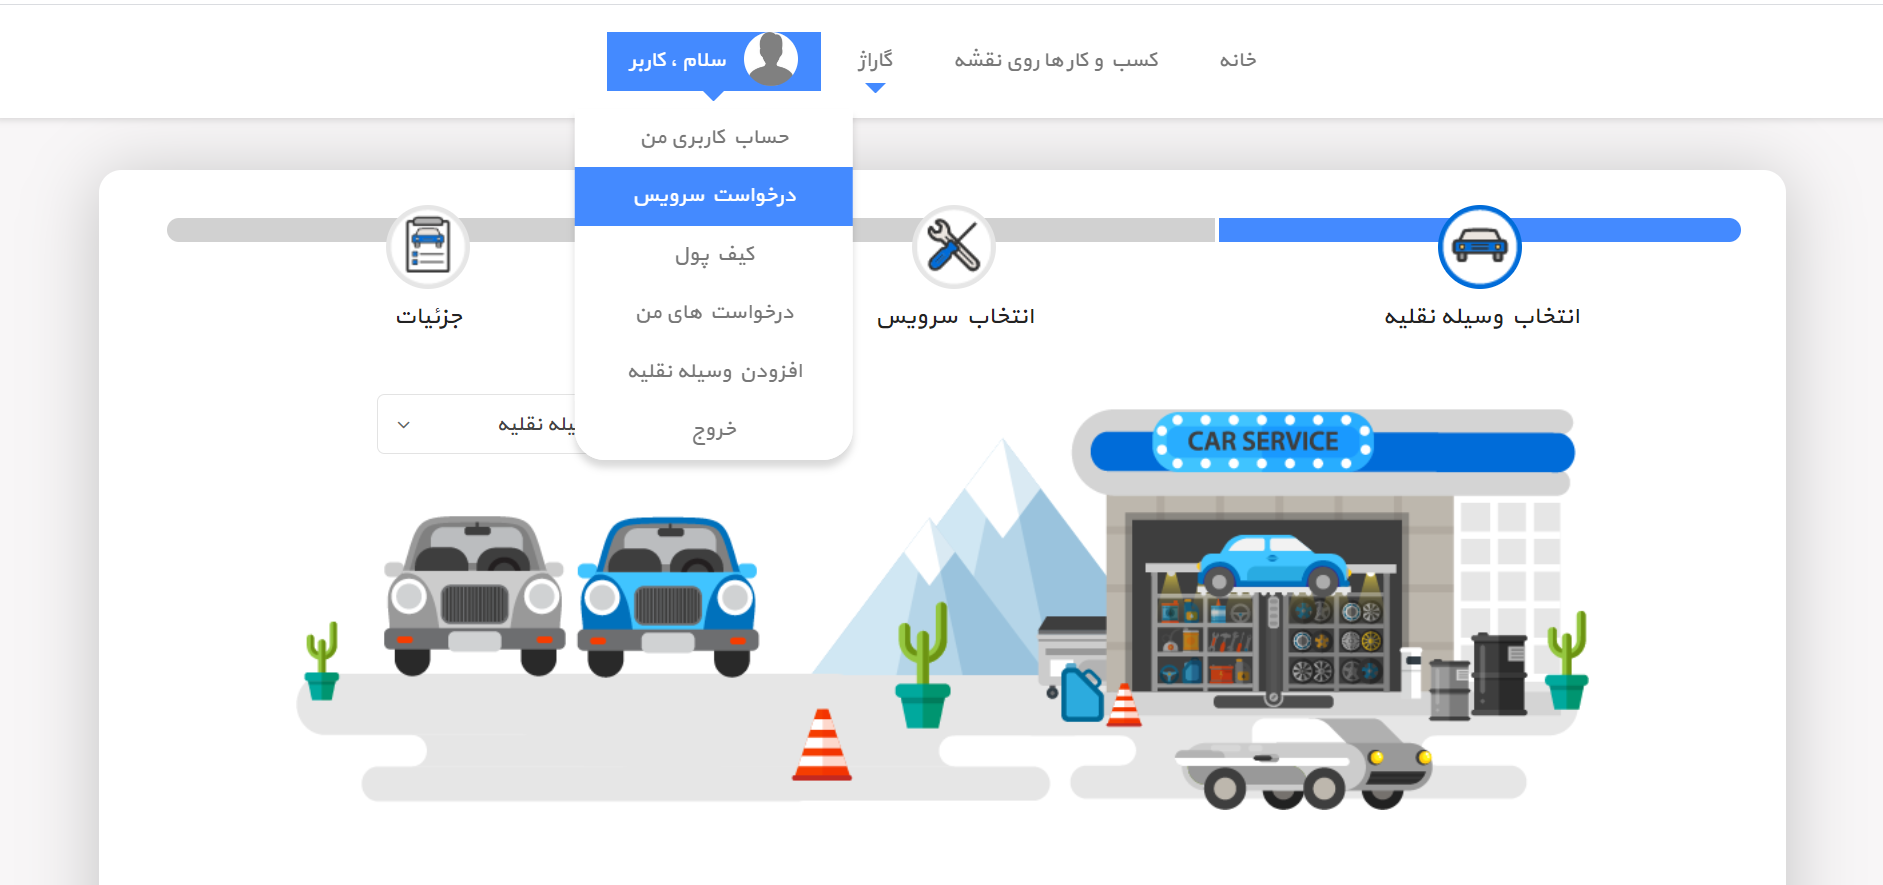 خانه
کسب و کار ها روی نقشه
گاراژ
سلام ، کاربر
حساب کاربری من
درخواست سرویس
کیف پول
درخواست های من
افزودن وسیله نقلیه
خروج
انتخاب وسیله نقلیه
انتخاب سرویس
جزئیات
نقلیه
CAR SERVICE